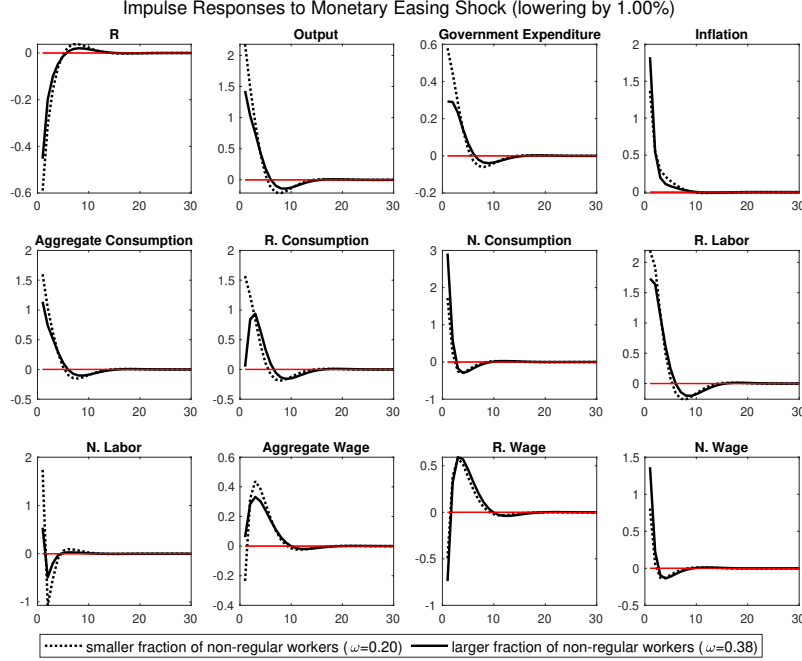 Impulse Responses to Monetary Easing Shock (lowering by 1.00%)
R Output Government Expenditure Inflation
0 -0.2 -0.4 -0.6
0 10 20 30
2 1.5 1 0.5 0
0 10 20 30
0.6 0.4 0.2 0 -0.2
0 10 20 30
2 1.5 1 0.5 0
0 10 20 30
Aggregate Consumption R. Consumption N. Consumption R. Labor
2 1.5 1 0.5 0 -0.5
0 10 20 30
2 1.5 1 0.5 0 -0.5
0 10 20 30
3 2 1 0 -1
0 10 20 30
2 1.5 1 0.5 0
0 10 20 30
N. Labor Aggregate Wage R. Wage N. Wage
2 1 0 -1
0 10 20 30
0.6 0.4 0.2 0 -0.2 -0.4
0 10 20 30
0.5 0 -0.5 -1
0 10 20 30
1.5 1 0.5 0 -0.5
0 10 20 30
smaller fraction of non-regular workers (ω=0.20) larger fraction of non-regular workers (ω=0.38)